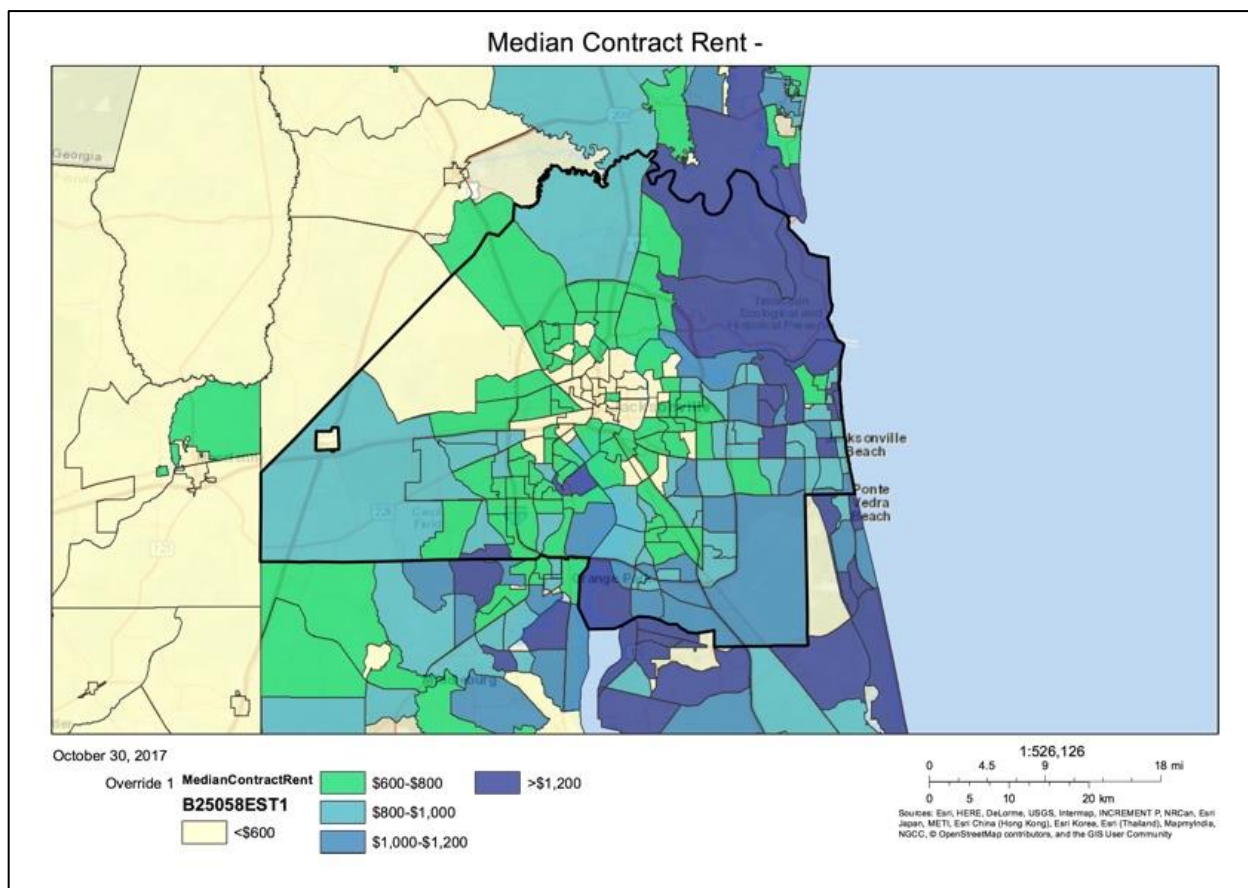 Median Contract Rent -
Georgia
Jacksonville
Jacksonville
Beach
Ponte
Vedra
Beach
Orange Park
October 30, 2017
Override 1
MedianContractRent
B25058EST1
<$600
$600-$800
$800-$1,000
$1,000-$1,200
>$1,200
1:526,126
0 4.5 9 18 mi
0 5 10 20 km
Sources: Esri, HERE, DeLorme, USGS, Intermap, INCREMENT P, NRCan, Esri
Japan, METI, Esri China (Hong Kong), Esri Korea, Esri (Thailand), MapmyIndia,
NGCC, © OpenStreetMap contributors, and the GIS User Community